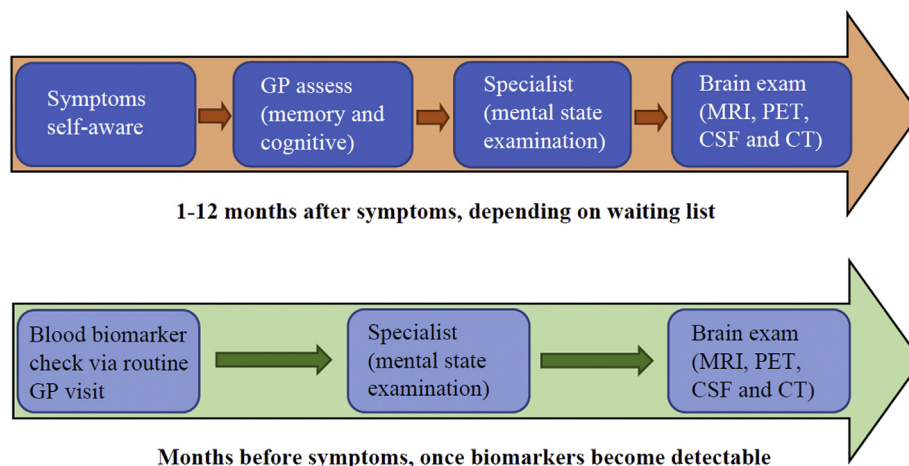 Symptoms
self-aware
GP assess
(memory and
cognitive)
Specialist
(mental state
examination)
Brain exam
(MRI, PET,
CSF and CT)
1-12 months after symptoms, depending on waiting list
Blood biomarker
check via routine
GP visit
Specialist
(mental state
examination)
Brain exam
(MRI, PET,
CSF and CT)
Months before symptoms, once biomarkers become detectable